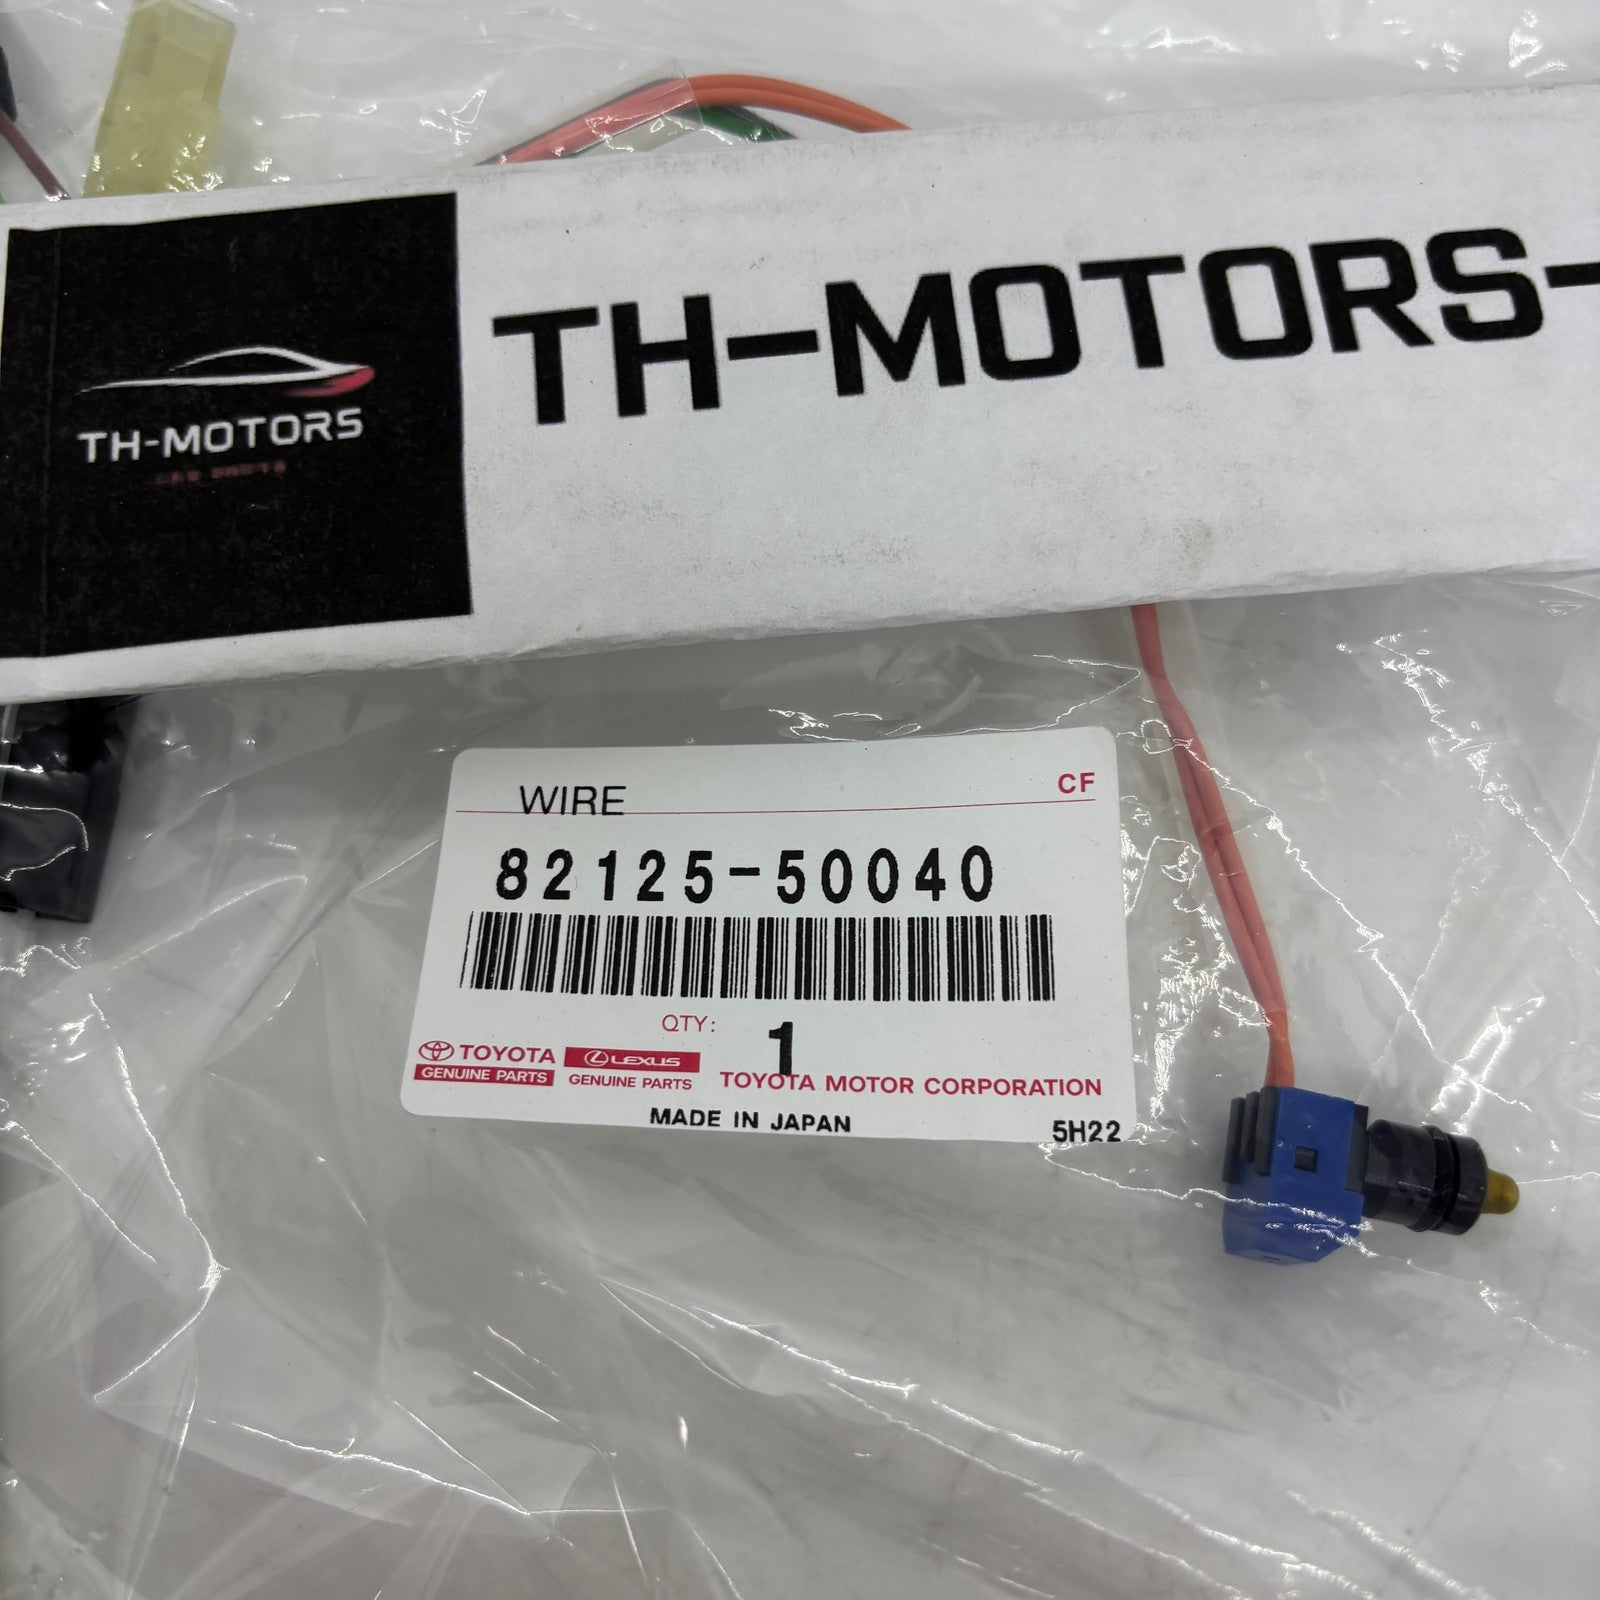 TH-MOTORS-
TH-MOTORS
WIRE
CF
82125-50040
QTY: 1
TOYOTA
GENUINE PARTS
LEXUS
GENUINE PARTS
TOYOTA MOTOR CORPORATION
MADE IN JAPAN
5H22